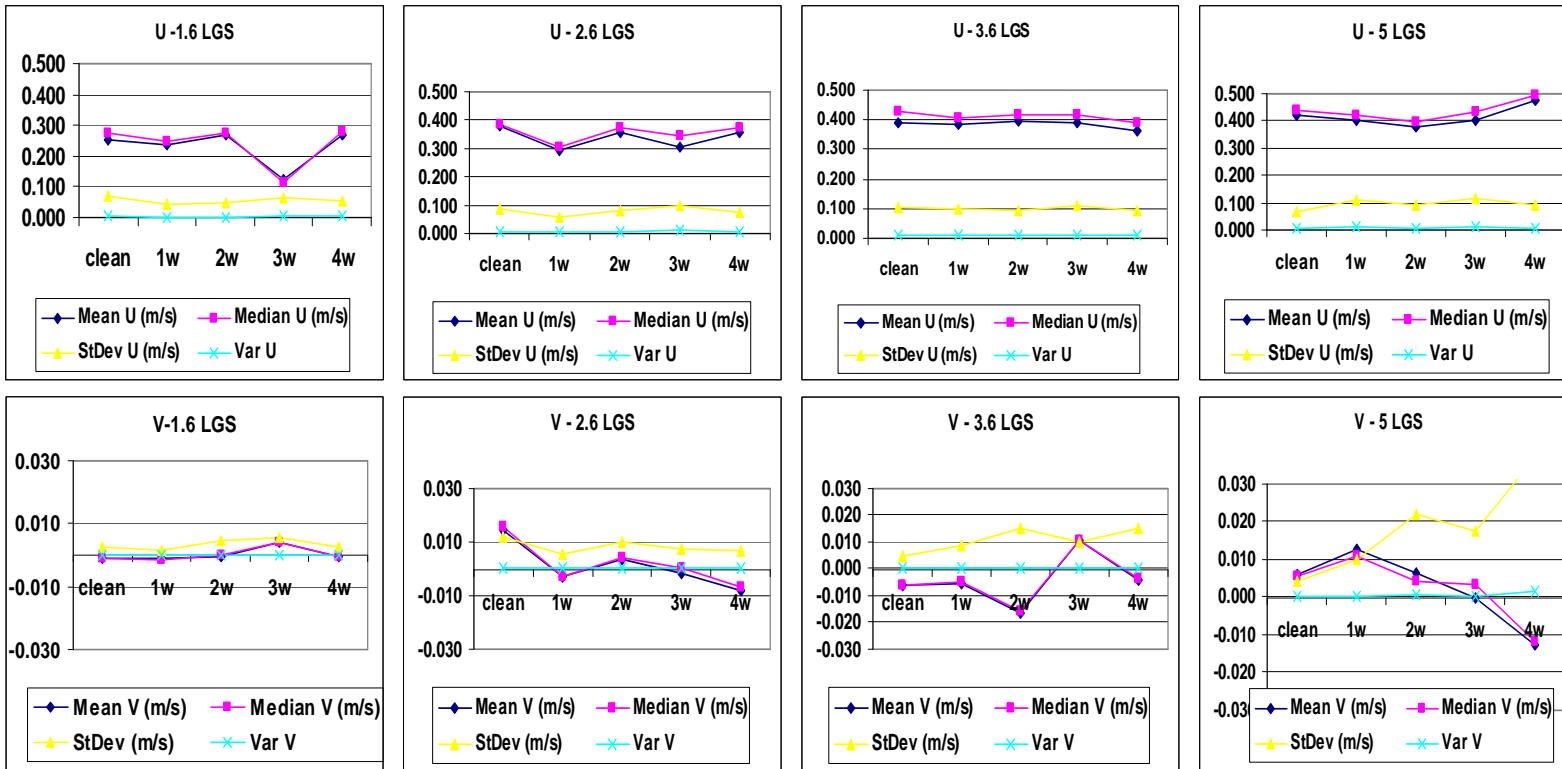 U -1.6 LGS
0.500
0.400
0.300
0.200
0.100
0.000
clean 1w 2w 3w 4w
Mean U (m/s) Median U (m/s)
StDev U (m/s) Var U
U - 2.6 LGS
0.500
0.400
0.300
0.200
0.100
0.000
clean 1w 2w 3w 4w
Mean U (m/s) Median U (m/s)
StDev U (m/s) Var U
U - 3.6 LGS
0.500
0.400
0.300
0.200
0.100
0.000
clean 1w 2w 3w 4w
Mean U (m/s) Median U (m/s)
StDev U (m/s) Var U
U - 5 LGS
0.500
0.400
0.300
0.200
0.100
0.000
clean 1w 2w 3w 4w
Mean U (m/s) Median U (m/s)
StDev U (m/s) Var U
V-1.6 LGS
0.030
0.010
-0.010
-0.030
clean 1w 2w 3w 4w
Mean V (m/s) Median V (m/s)
StDev (m/s) Var V
V - 2.6 LGS
0.030
0.010
-0.010
-0.030
clean 1w 2w 3w 4w
Mean V (m/s) Median V (m/s)
StDev (m/s) Var V
V - 3.6 LGS
0.030
0.020
0.010
0.000
-0.010
-0.020
-0.030
clean 1w 2w 3w 4w
Mean V (m/s) Median V (m/s)
StDev (m/s) Var V
V - 5 LGS
0.030
0.020
0.010
0.000
-0.010
-0.020
clean 1w 2w 3w 4w
Mean V (m/s) Median V (m/s)
StDev (m/s) Var V